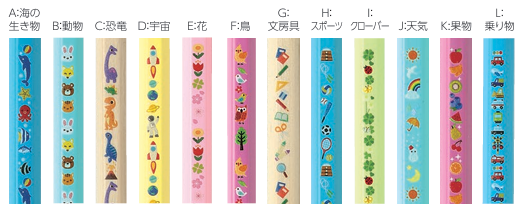 A:海の
生き物
B:動物
C:恐竜
D:宇宙
E:花
F:鳥
G:
文房具
H:
スポーツ
I:
クローバー
J:天気
K:果物
L:
乗り物